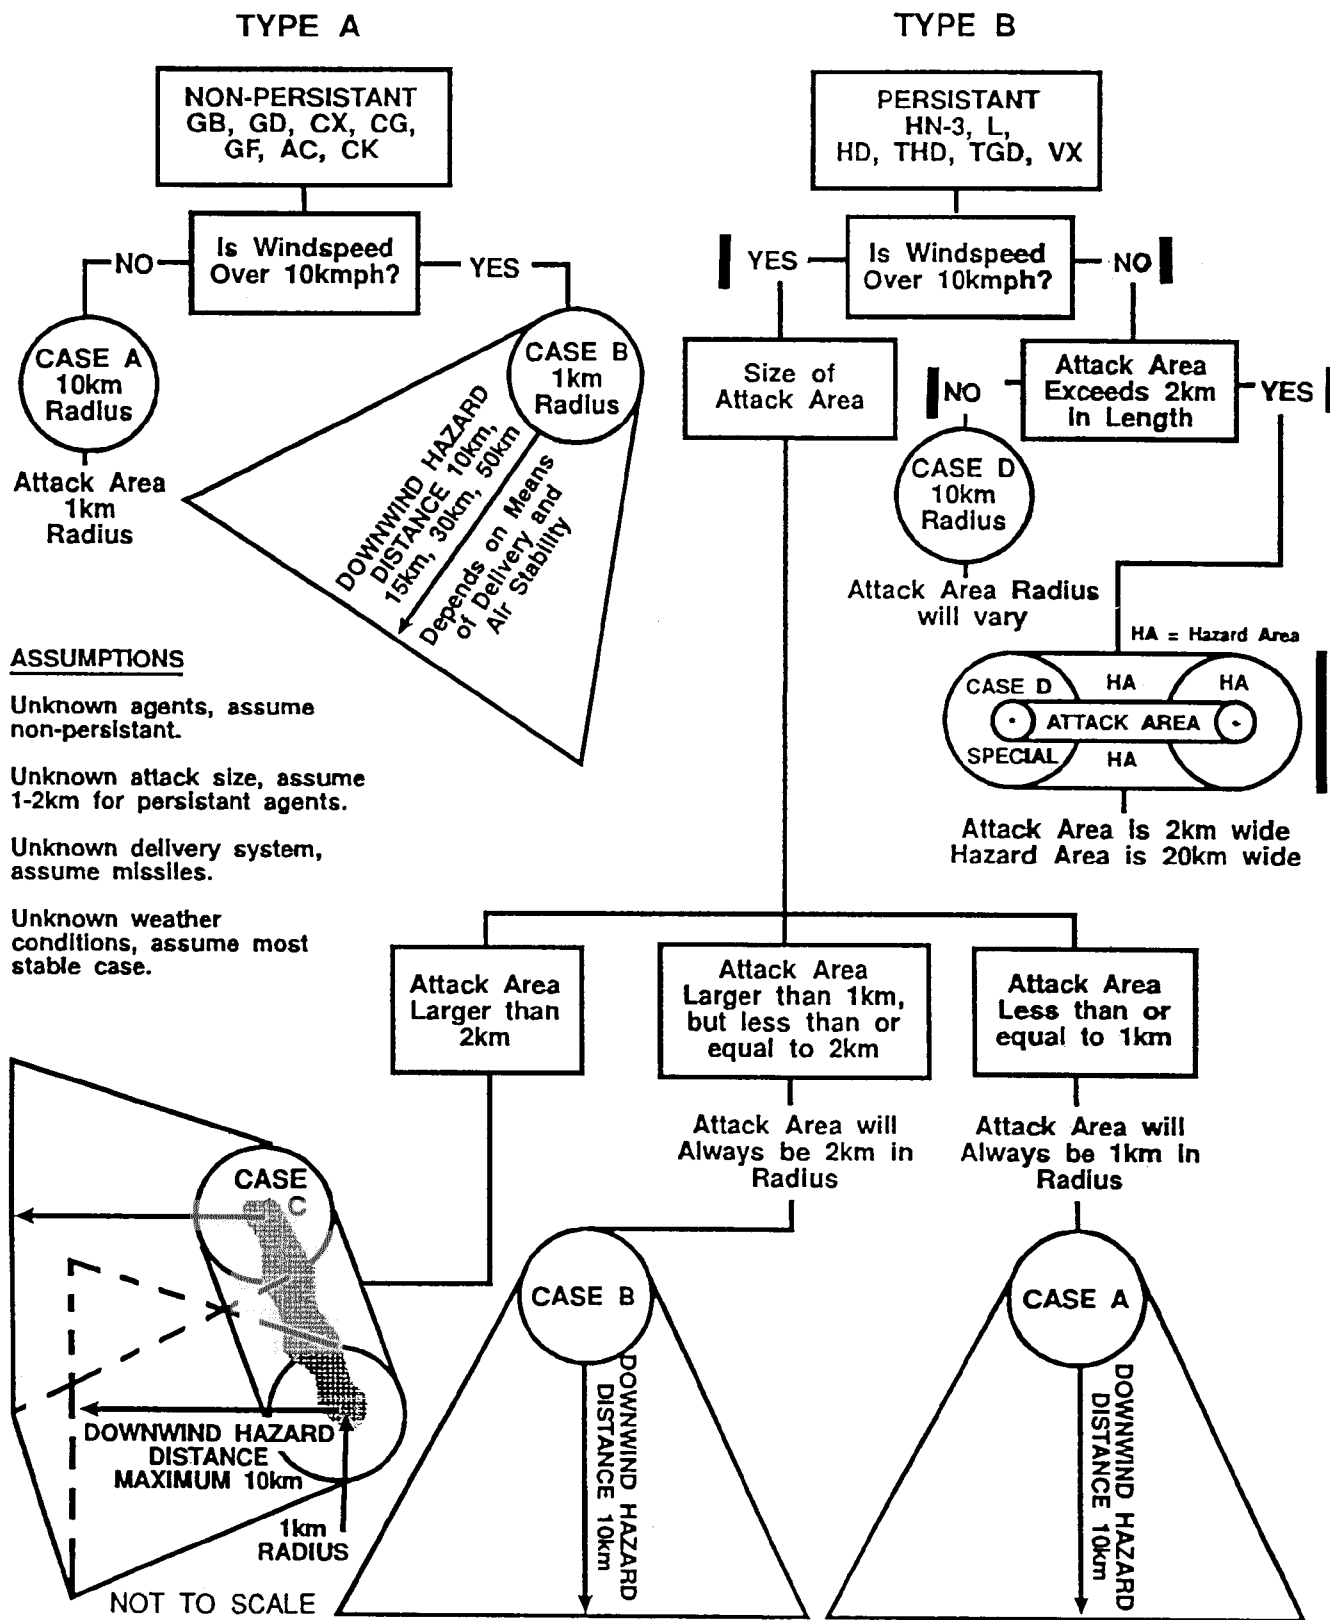 TYPE A
NON-PERSISTANT
GB, GD, CX, CG,
GF, AC, CK
Is Windspeed
Over 10kmph?
NO
YES
CASE A
10km
Radius
Attack Area
1km
Radius
CASE B
1km
Radius
DOWNWIND HAZARD
DISTANCE 10km,
15km, 30km, 50km
Depends on Means
of Delivery and
Air Stability
ASSUMPTIONS
Unknown agents, assume
non-persistant.
Unknown attack size, assume
1-2km for persistant agents.
Unknown delivery system,
assume missiles.
Unknown weather
conditions, assume most
stable case.
TYPE B
PERSISTANT
HN-3, L,
HD, THD, TGD, VX
Is Windspeed
Over 10kmph?
YES
NO
Size of
Attack Area
Attack Area
Exceeds 2km
in Length
NO
YES
CASE D
10km
Radius
Attack Area Radius
will vary
HA = Hazard Area
CASE D
HA
HA
ATTACK AREA
SPECIAL
HA
Attack Area is 2km wide
Hazard Area is 20km wide
Attack Area
Larger than
2km
Attack Area
Larger than 1km,
but less than or
equal to 2km
Attack Area
Less than or
equal to 1km
Attack Area will
Always be 2km in
Radius
Attack Area will
Always be 1km in
Radius
CASE
C
DOWNWIND HAZARD
DISTANCE
MAXIMUM 10km
1km
RADIUS
NOT TO SCALE
CASE B
DOWNWIND HAZARD
DISTANCE 10km
CASE A
DOWNWIND HAZARD
DISTANCE 10km